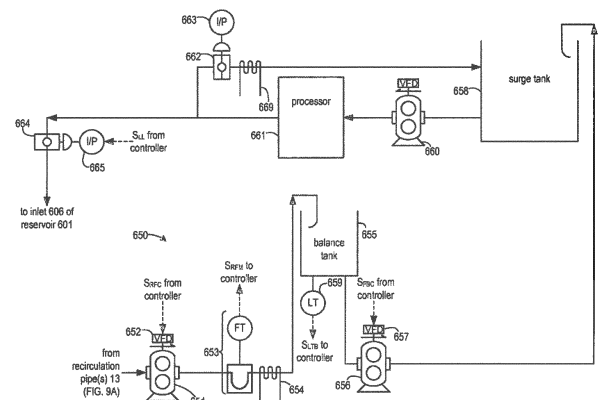 663
I/P
662
669
processor
661
VFD
660
658
surge tank
664
I/P
665
SLL from
controller
to inlet 606 of
reservoir 601
650
balance
tank
655
659
LT
SLTB to
controller
SRFC from
controller
SRFM to
controller
SFBC from
controller
652
VFD
653
FT
from
recirculation
pipe(s) 13
(FIG. 9A)
654
VFD
657
656